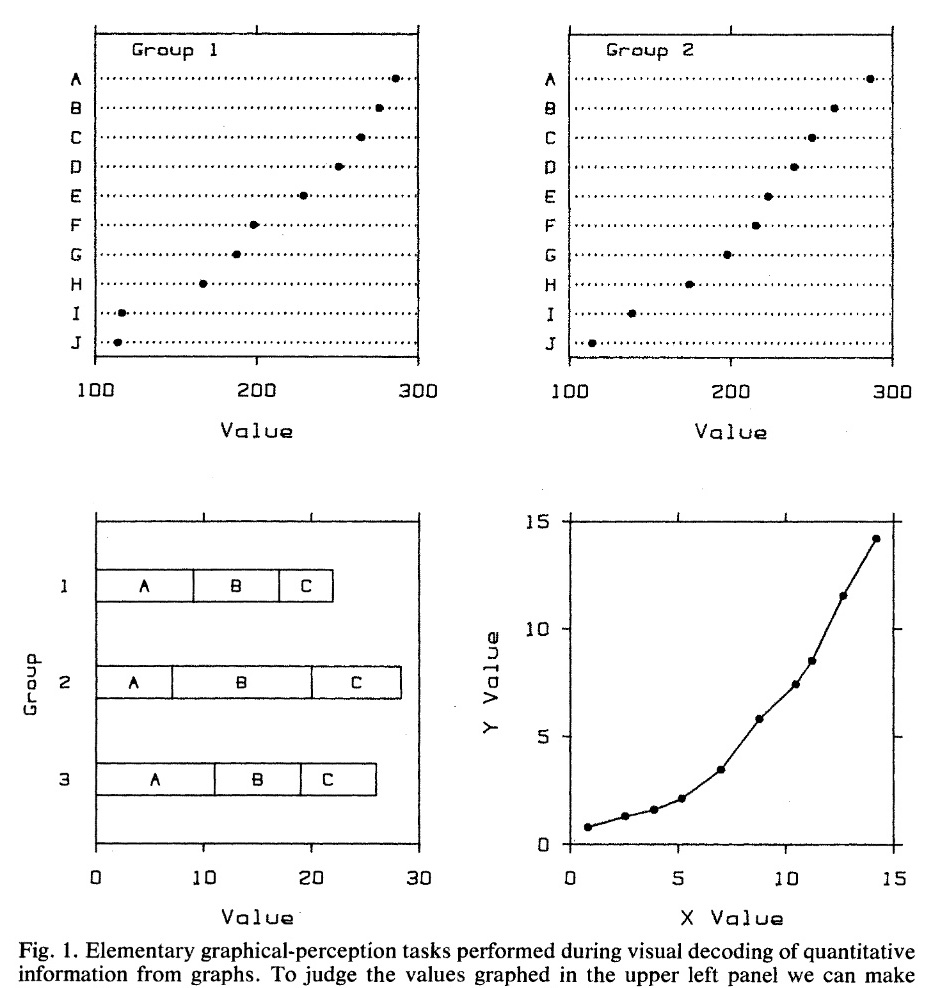 Group 1
A
B
C
D
E
F
G
H
I
J
100 200 300
Value
Group 2
A
B
C
D
E
F
G
H
I
J
100 200 300
Value
Group
1 A B C
2 A B C
3 A B C
0 10 20 30
Value
Y Value
15
10
5
0
0 5 10 15
X Value
Fig. 1. Elementary graphical-perception tasks performed during visual decoding of quantitative
information from graphs. To judge the values graphed in the upper left panel we can make